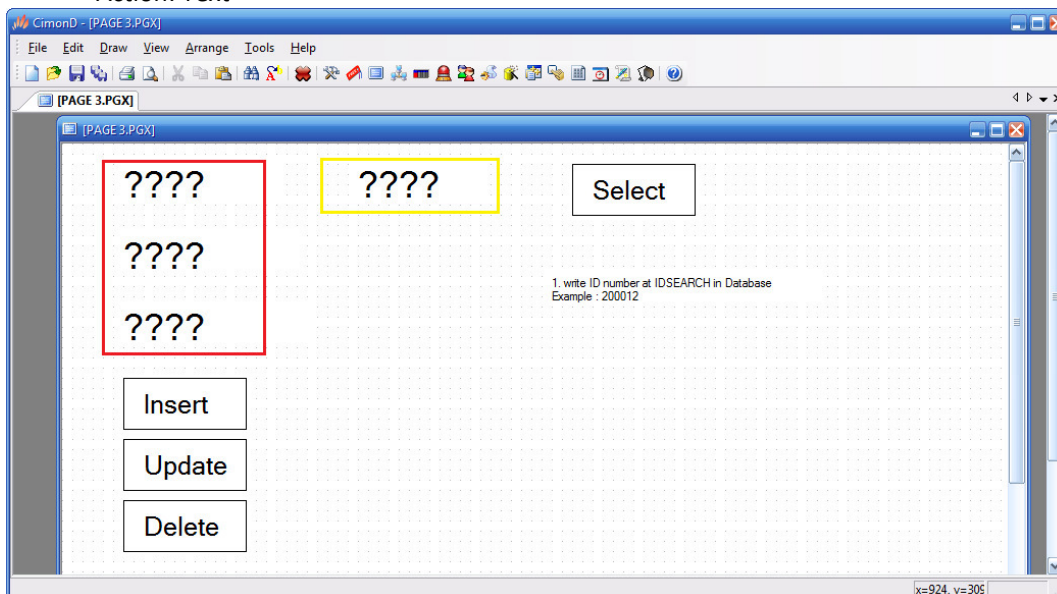 CimonD - [PAGE 3.PGX]
File Edit Draw View Arrange Tools Help
[PAGE 3.PGX]
[PAGE 3.PGX]
???? ???? Select
????
1. write ID number at IDSEARCH in Database
Example : 200012
????
Insert
Update
Delete
x=924, y=309